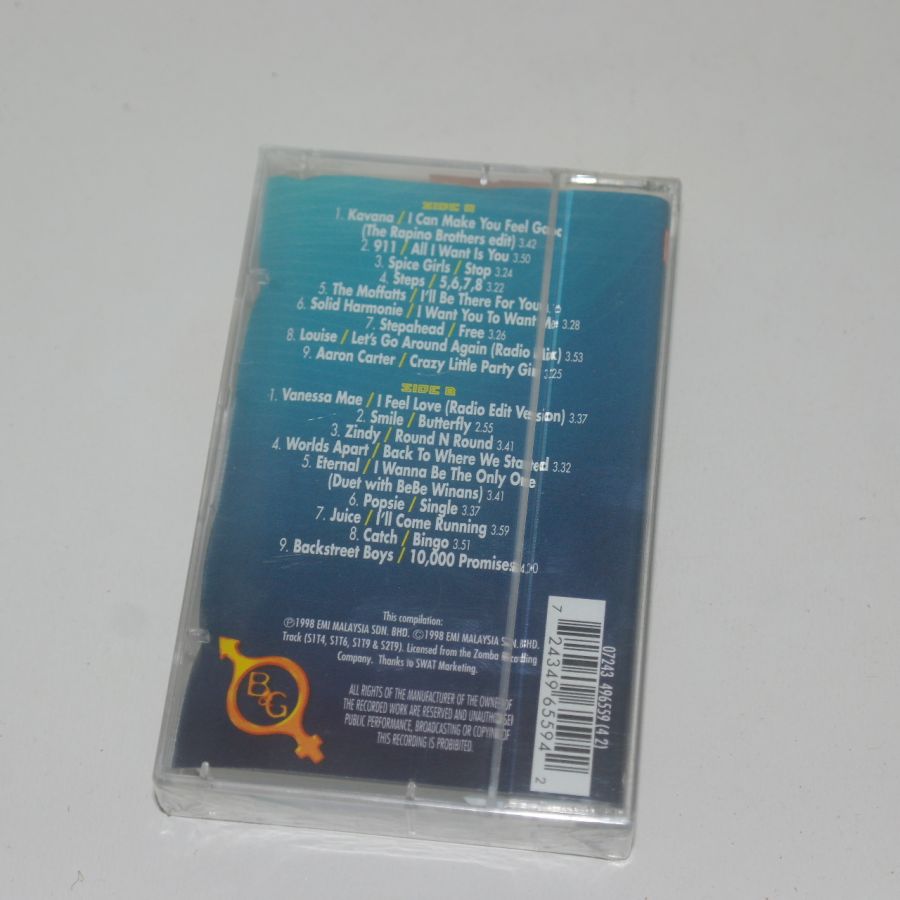 SIDE A
1. Kavana / I Can Make You Feel
(The Rapino Brothers edit) 3.42
2. 911 / All I Want Is You 3.50
3. Spice Girls / Stop 3.24
4. Steps / 5,6,7,8 3.22
5. The Moffatts / I'll Be There For You
6. Solid Harmonie / I Want You To Want Me 3.28
7. Stepahead / Free 3.26
8. Louise / Let's Go Around Again (Radio Mix) 3.53
9. Aaron Carter / Crazy Little Party Girl 3.25
SIDE B
1. Vanessa Mae / I Feel Love (Radio Edit Version) 3.37
2. Smile / Butterfly 2.55
3. Zindy / Round N Round 3.41
4. Worlds Apart / Back To Where We Started 3.32
5. Eternal / I Wanna Be The Only One
(Duet with BeBe Winans) 3.41
6. Popsie / Single 3.37
7. Juice / I'll Come Running 3.59
8. Catch / Bingo 3.51
9. Backstreet Boys / 10,000 Promises
This compilation:
Ⓟ1998 EMI MALAYSIA SDN. BHD. ©1998 EMI MALAYSIA SDN. BHD.
Track (S1T4, S1T6, S1T9 & S2T9). Licensed from the Zomba Recording
Company. Thanks to SWAT Marketing.
ALL RIGHTS OF THE MANUFACTURER OF THE OWNER OF
THE RECORDED WORK ARE RESERVED AND UNAUTHORISED
PUBLIC PERFORMANCE, BROADCASTING OR COPYING OF
THIS RECORDING IS PROHIBITED.
B&G
07243 496559 (4 2)
7 24349 65594 2